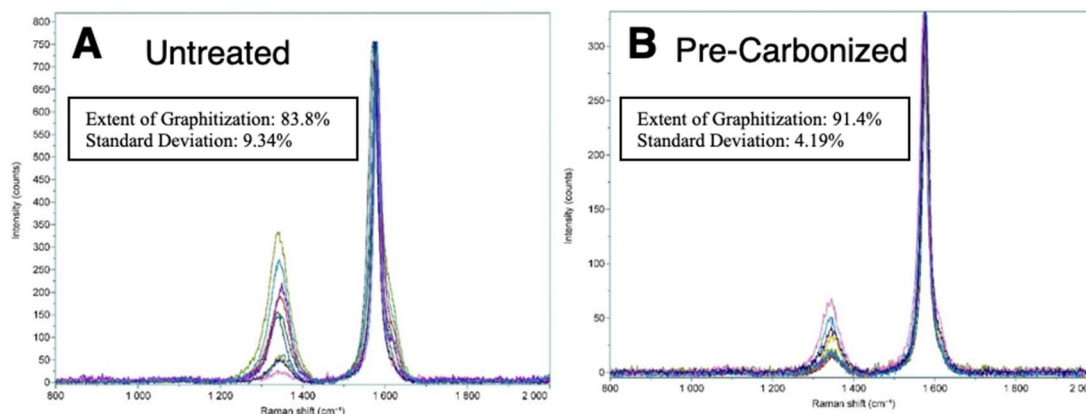 A Untreated
Extent of Graphitization: 83.8%
Standard Deviation: 9.34%
800
750
700
650
600
550
500
450
400
350
300
250
200
150
100
50
0
Intensity (counts)
800 1 000 1 200 1 400 1 600 1 800 2 000
Raman shift (cm⁻¹)
B Pre-Carbonized
Extent of Graphitization: 91.4%
Standard Deviation: 4.19%
300
250
200
150
100
50
0
Intensity (counts)
800 1 000 1 200 1 400 1 600 1 800
Raman shift (cm⁻¹)